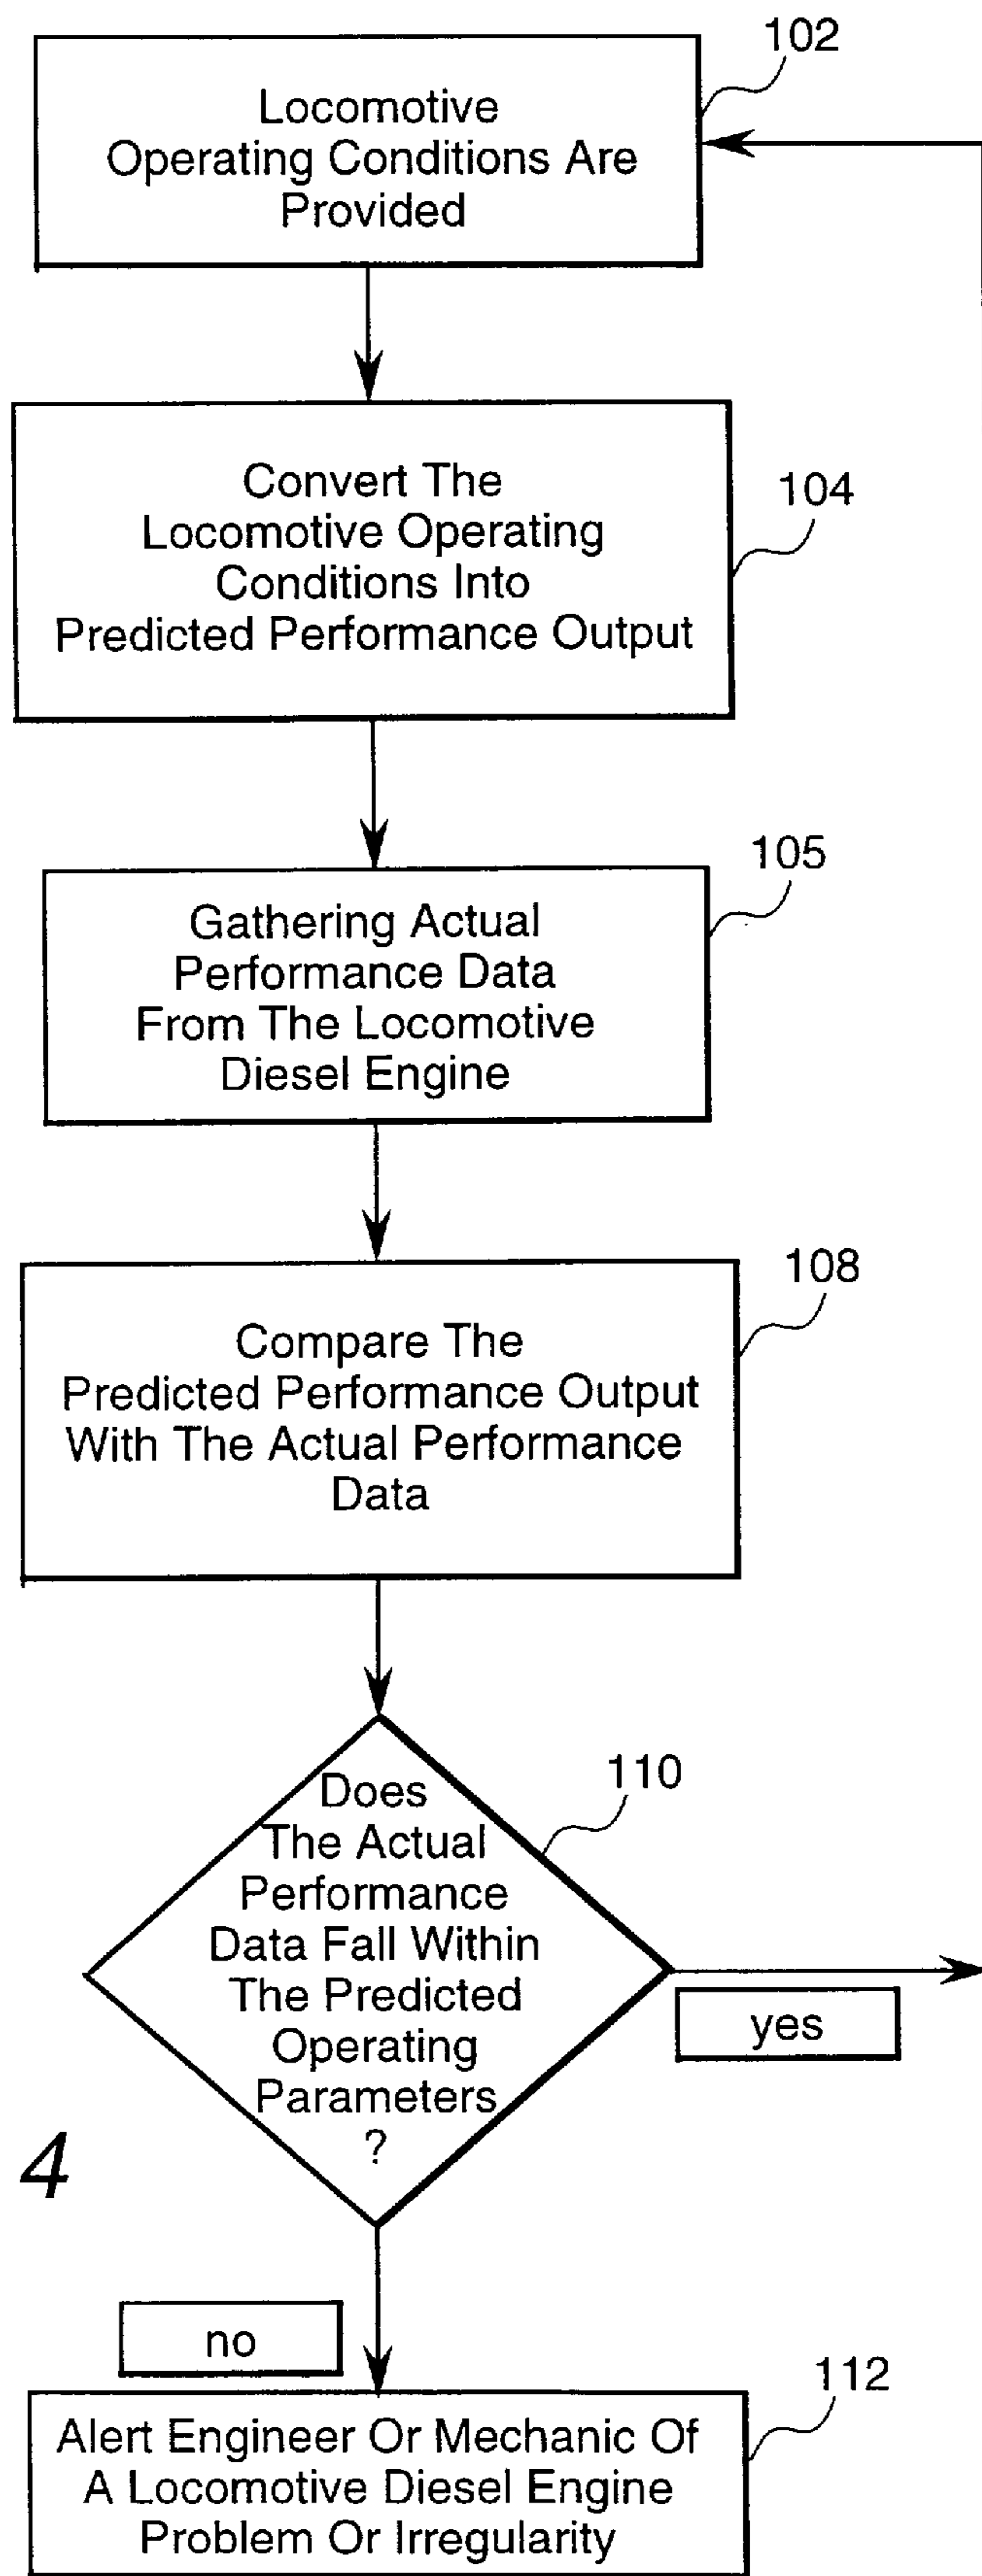 102
Locomotive
Operating Conditions Are
Provided
104
Convert The
Locomotive Operating
Conditions Into
Predicted Performance Output
105
Gathering Actual
Performance Data
From The Locomotive
Diesel Engine
108
Compare The
Predicted Performance Output
With The Actual Performance
Data
110
Does
The Actual
Performance
Data Fall Within
The Predicted
Operating
Parameters
?
yes
4
no
112
Alert Engineer Or Mechanic Of
A Locomotive Diesel Engine
Problem Or Irregularity